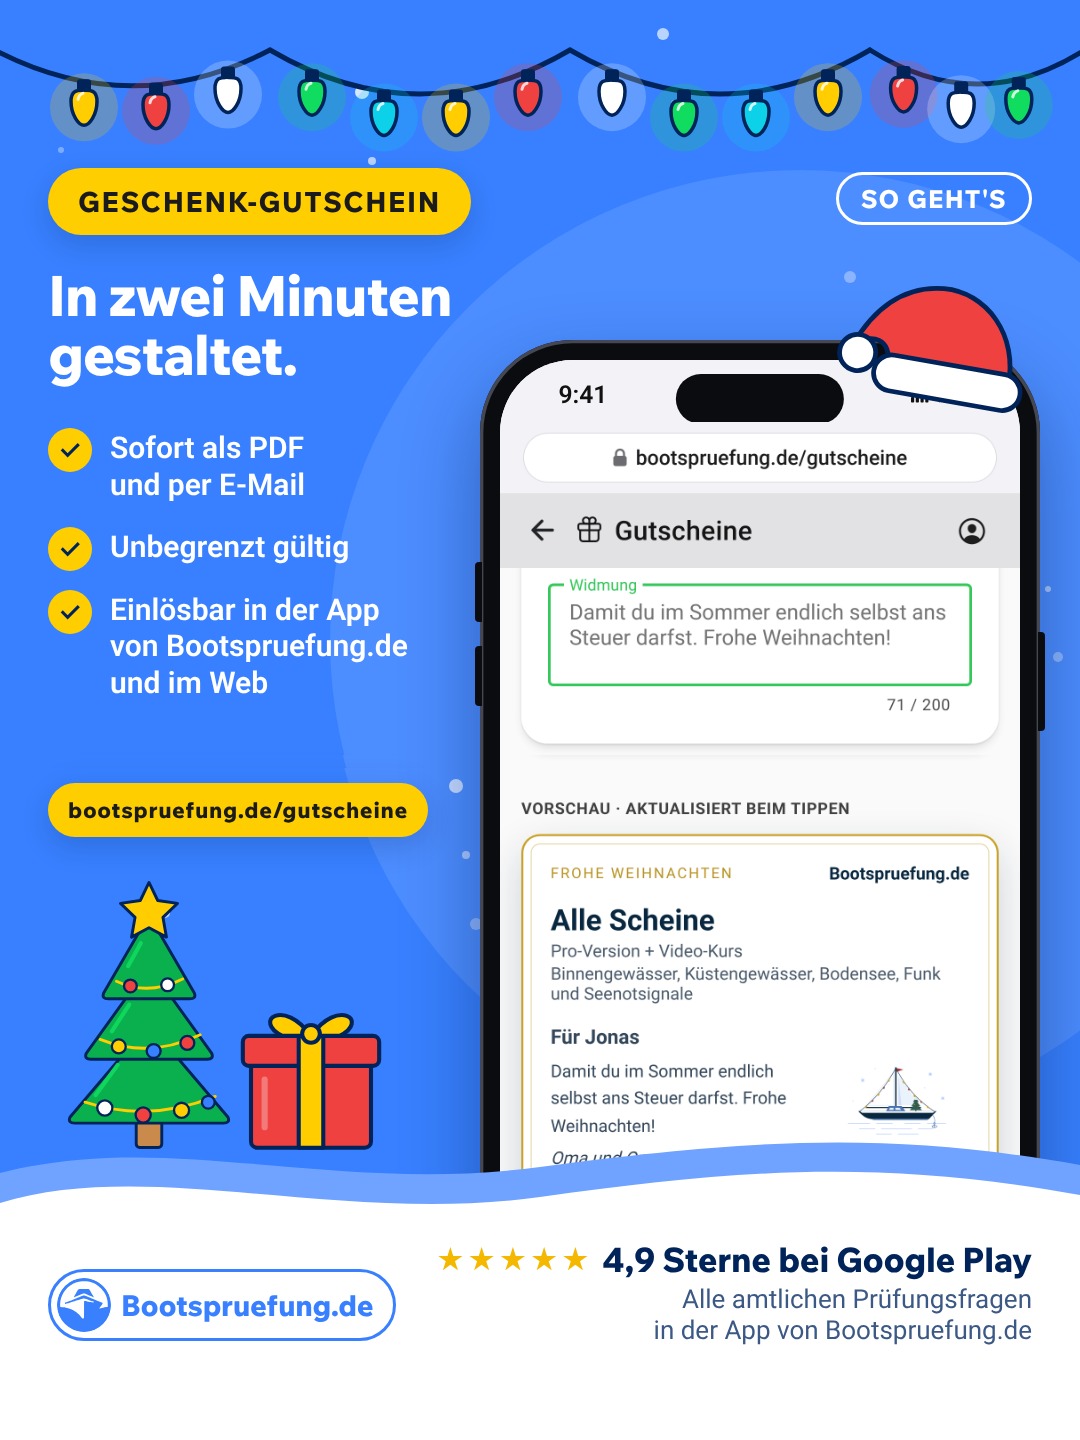 GESCHENK-GUTSCHEIN
SO GEHT'S
In zwei Minuten
gestaltet.
Sofort als PDF
und per E-Mail
Unbegrenzt gültig
Einlösbar in der App
von Bootspruefung.de
und im Web
bootspruefung.de/gutscheine
9:41
bootspruefung.de/gutscheine
Gutscheine
Widmung
Damit du im Sommer endlich selbst ans
Steuer darfst. Frohe Weihnachten!
71 / 200
VORSCHAU · AKTUALISIERT BEIM TIPPEN
FROHE WEIHNACHTEN
Bootspruefung.de
Alle Scheine
Pro-Version + Video-Kurs
Binnengewässer, Küstengewässer, Bodensee, Funk
und Seenotsignale
Für Jonas
Damit du im Sommer endlich
selbst ans Steuer darfst. Frohe
Weihnachten!
Oma und
★★★★★ 4,9 Sterne bei Google Play
Alle amtlichen Prüfungsfragen
in der App von Bootspruefung.de
Bootspruefung.de